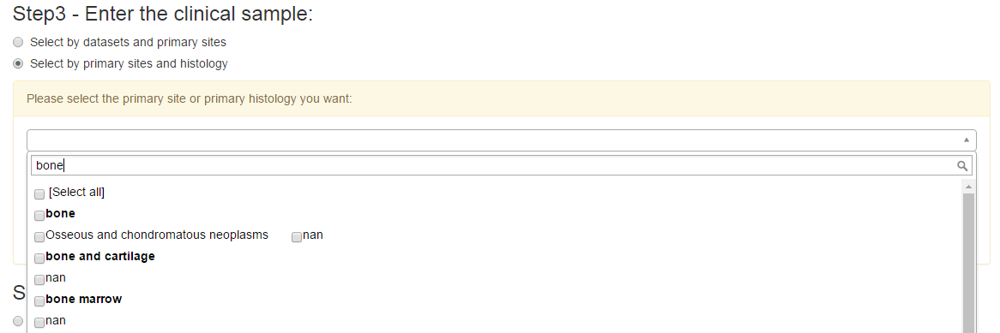 Step3 - Enter the clinical sample:
Select by datasets and primary sites
Select by primary sites and histology
Please select the primary site or primary histology you want:
bone
[Select all]
bone
Osseous and chondromatous neoplasms nan
bone and cartilage
nan
S
bone marrow
nan